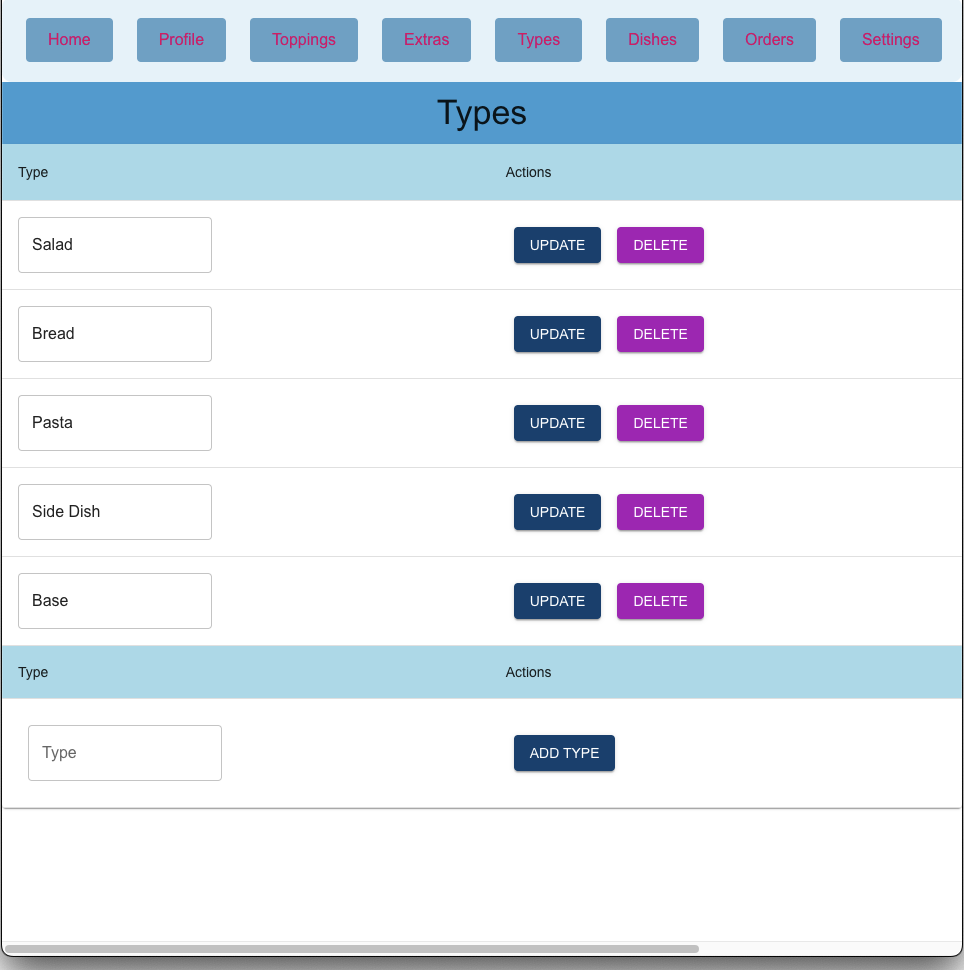 Home Profile Toppings Extras Types Dishes Orders Settings
Types
Type Actions
Salad UPDATE DELETE
Bread UPDATE DELETE
Pasta UPDATE DELETE
Side Dish UPDATE DELETE
Base UPDATE DELETE
Type Actions
Type ADD TYPE